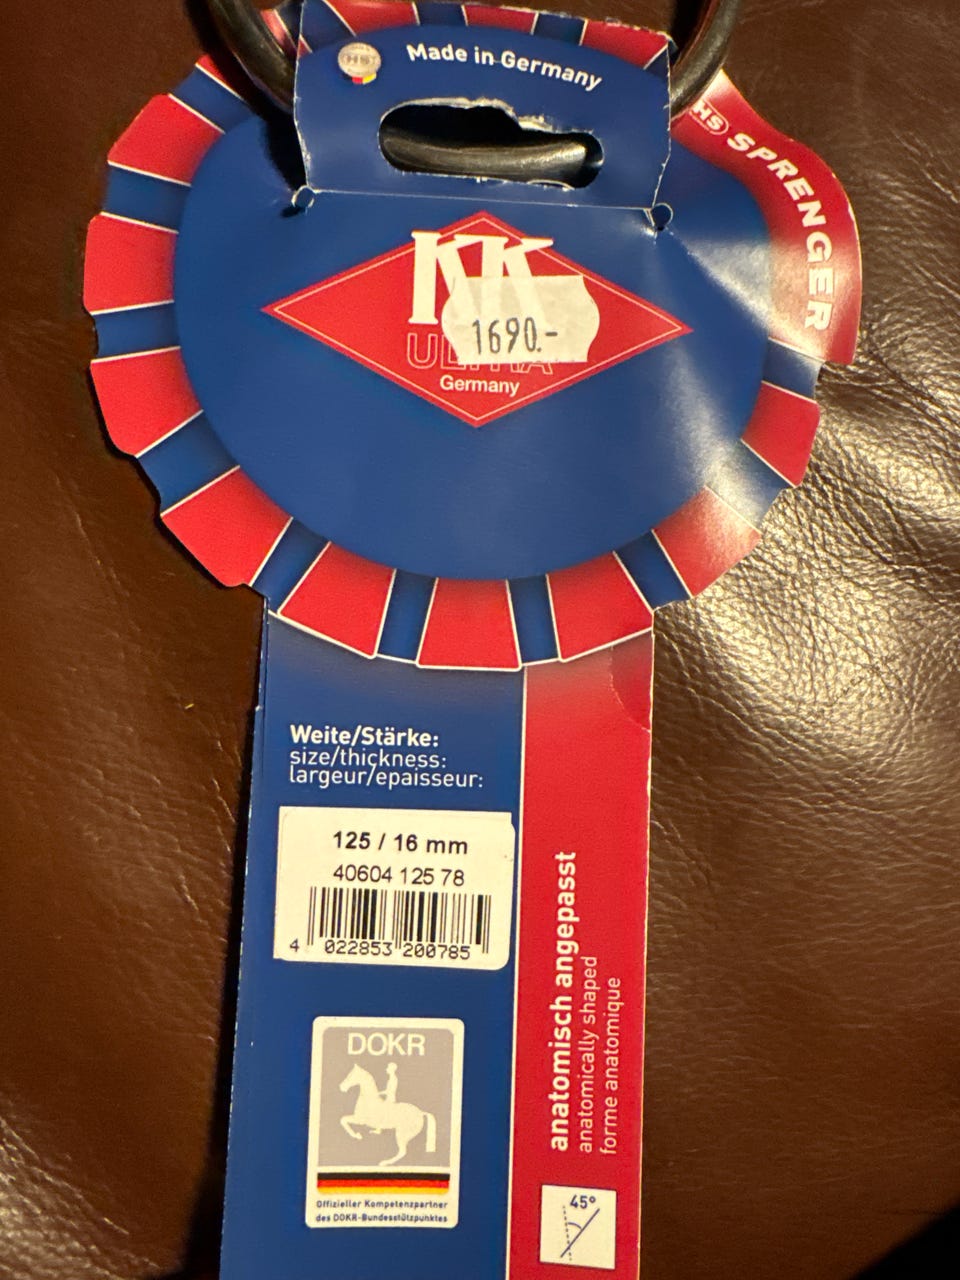 HS
Made in Germany
HS SPRENGER
KK
1690.-
ULTRA
Germany
Weite/Stärke:
size/thickness:
largeur/epaisseur:
125 / 16 mm
40604 125 78
4 022853 200785
DOKR
Offizieller Kompetenzpartner
des DOKR-Bundesstützpunktes
anatomisch angepasst
anatomically shaped
forme anatomique
45°